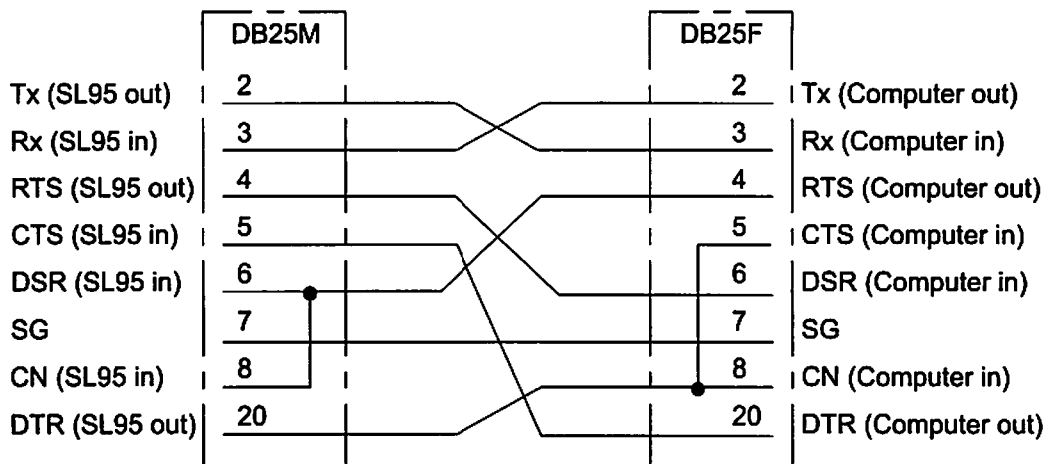 DB25M DB25F
Tx (SL95 out) 2 2 Tx (Computer out)
Rx (SL95 in) 3 3 Rx (Computer in)
RTS (SL95 out) 4 4 RTS (Computer out)
CTS (SL95 in) 5 5 CTS (Computer in)
DSR (SL95 in) 6 6 DSR (Computer in)
SG 7 7 SG
CN (SL95 in) 8 8 CN (Computer in)
DTR (SL95 out) 20 20 DTR (Computer out)